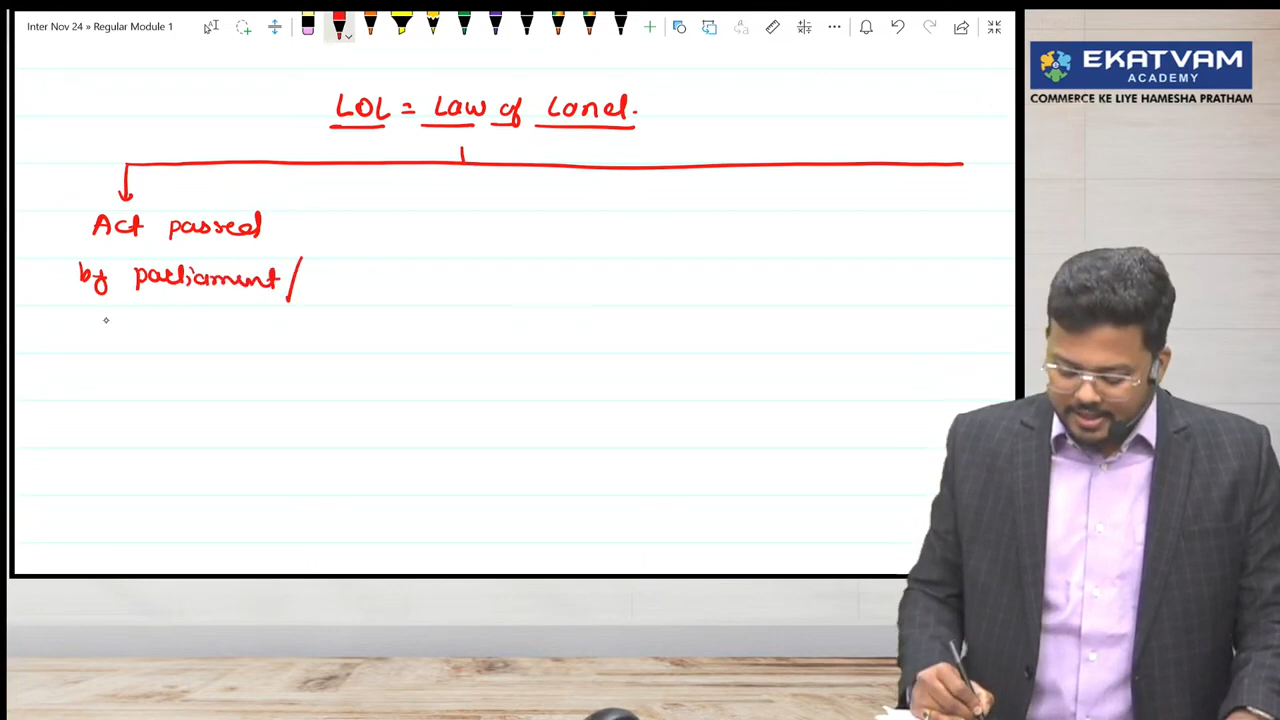 Inter Nov 24 » Regular Module 1
EKATVAM
ACADEMY
COMMERCE KE LIYE HAMESHA PRATHAM
LOL = Law of Land.
Act passed
by parliament/